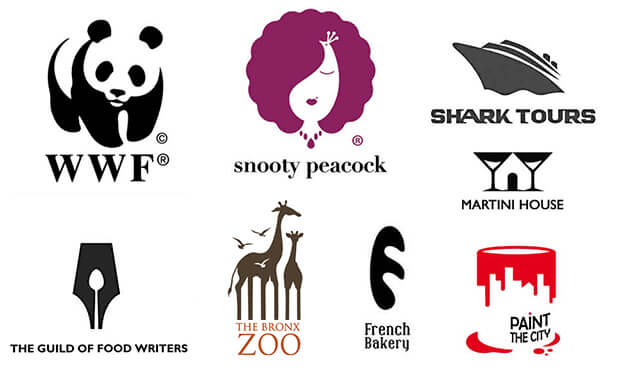 ©
WWF®
®
snooty peacock
SHARK TOURS
MARTINI HOUSE
THE GUILD OF FOOD WRITERS
THE BRONX
ZOO
French
Bakery
PAiNT
THE CITY